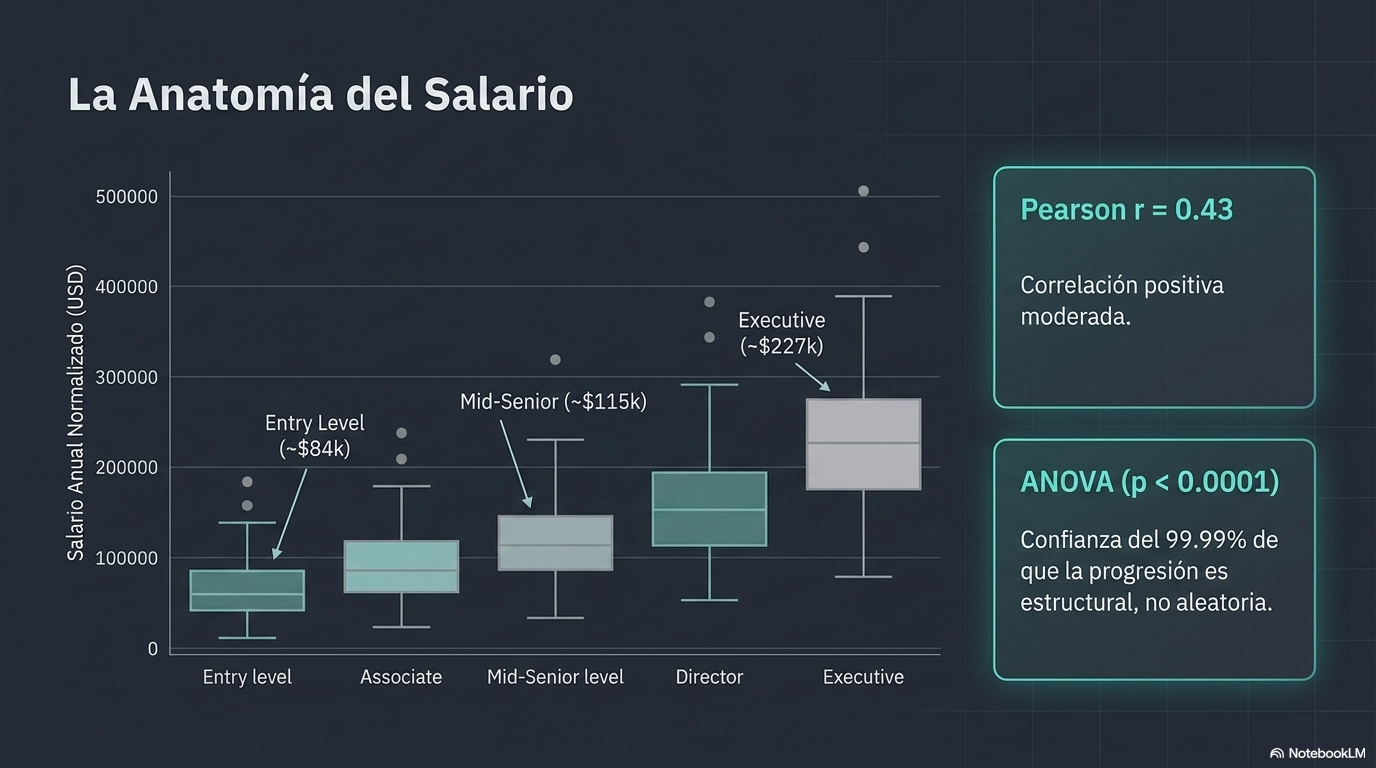 La Anatomía del Salario
Salario Anual Normalizado (USD)
500000
400000
300000
200000
100000
0
Entry Level
(~$84k)
Mid-Senior (~$115k)
Executive
(~$227k)
Entry level
Associate
Mid-Senior level
Director
Executive
Pearson r = 0.43
Correlación positiva
moderada.
ANOVA (p < 0.0001)
Confianza del 99.99% de
que la progresión es
estructural, no aleatoria.
NotebookLM